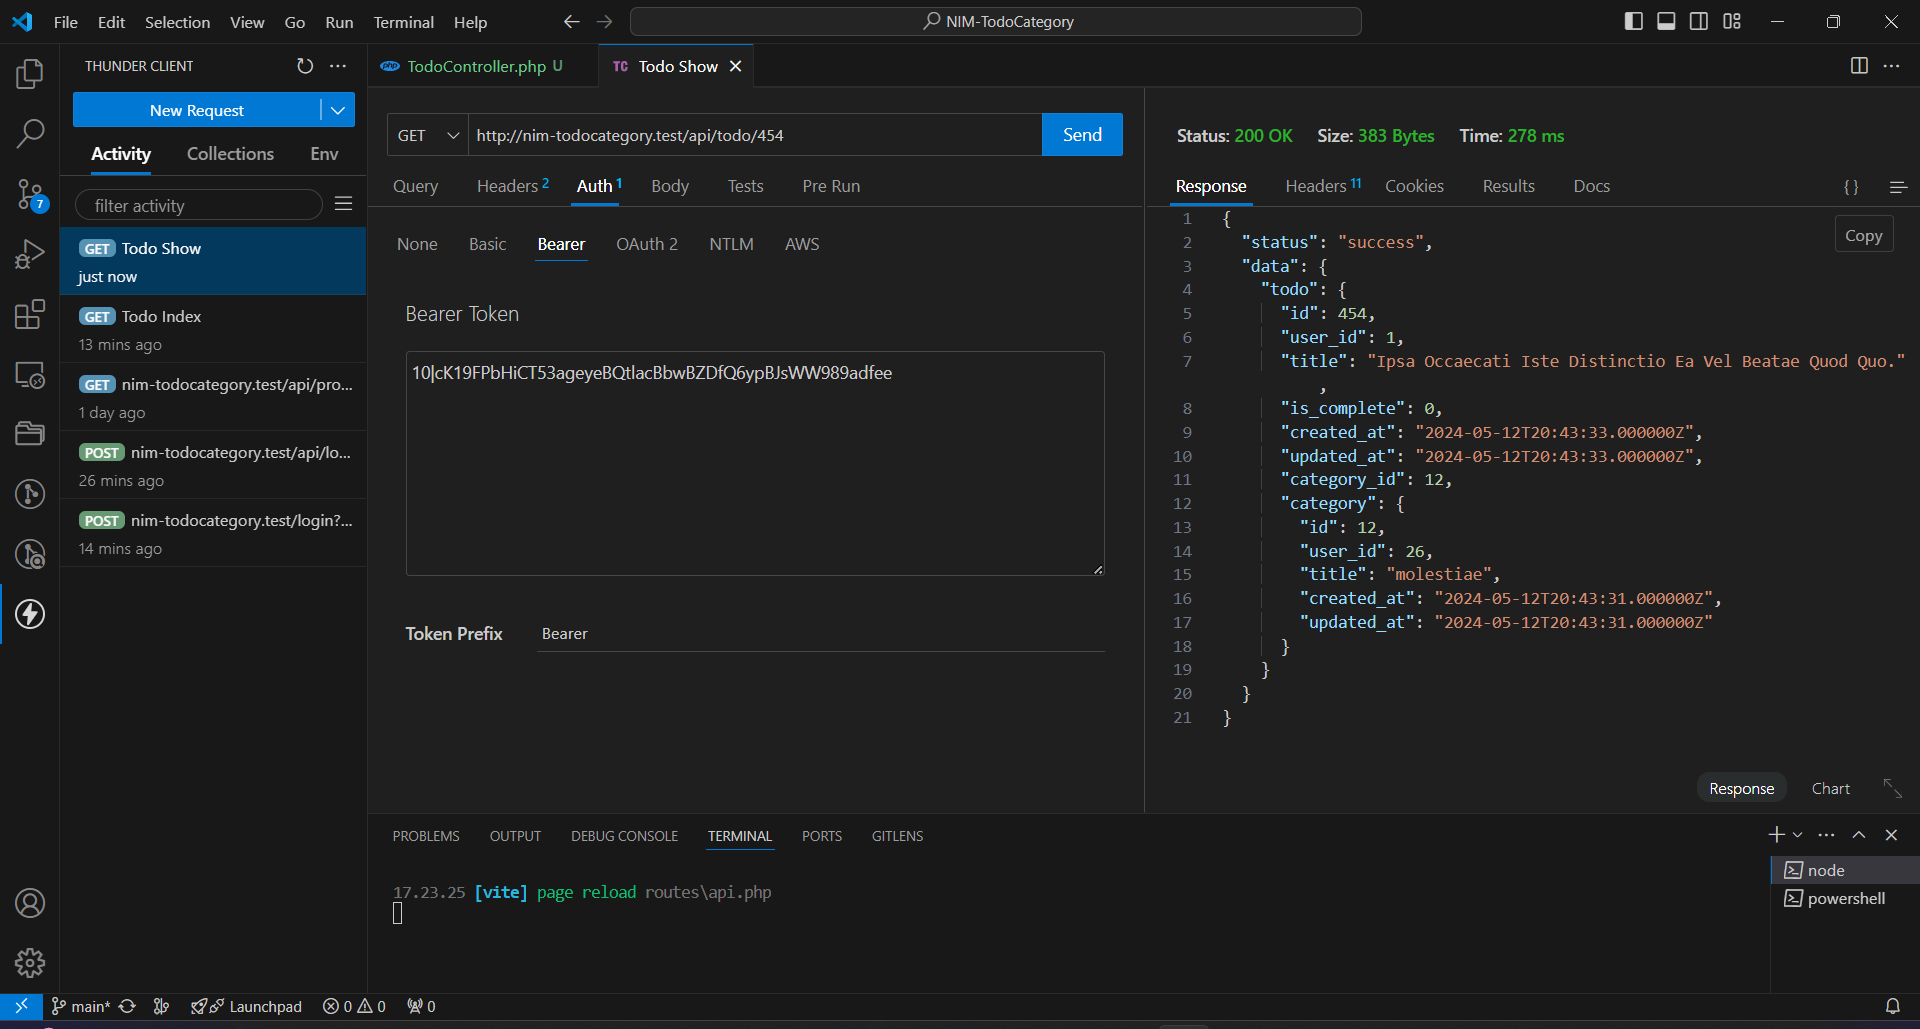 File Edit Selection View Go Run Terminal Help
NIM-TodoCategory
THUNDER CLIENT
New Request
Activity Collections Env
filter activity
GET Todo Show
just now
GET Todo Index
13 mins ago
GET nim-todocategory.test/api/pro...
1 day ago
POST nim-todocategory.test/api/lo...
26 mins ago
POST nim-todocategory.test/login?...
14 mins ago
7
php TodoController.php U
TC Todo Show
GET http://nim-todocategory.test/api/todo/454 Send
Query Headers 2 Auth 1 Body Tests Pre Run
None Basic Bearer OAuth 2 NTLM AWS
Bearer Token
10|cK19FPbHiCT53ageyeBQtlacBbwBZDfQ6ypBJsWW989adfee
Token Prefix Bearer
Status: 200 OK Size: 383 Bytes Time: 278 ms
Response Headers 11 Cookies Results Docs { }
Copy
1 {
2 "status": "success",
3 "data": {
4 "todo": {
5 "id": 454,
6 "user_id": 1,
7 "title": "Ipsa Occaecati Iste Distinctio Ea Vel Beatae Quod Quo."
,
8 "is_complete": 0,
9 "created_at": "2024-05-12T20:43:33.000000Z",
10 "updated_at": "2024-05-12T20:43:33.000000Z",
11 "category_id": 12,
12 "category": {
13 "id": 12,
14 "user_id": 26,
15 "title": "molestiae",
16 "created_at": "2024-05-12T20:43:31.000000Z",
17 "updated_at": "2024-05-12T20:43:31.000000Z"
18 }
19 }
20 }
21 }
Response Chart
PROBLEMS OUTPUT DEBUG CONSOLE TERMINAL PORTS GITLENS
17.23.25 [vite] page reload routes\api.php
node
powershell
main* Launchpad 0 0 0